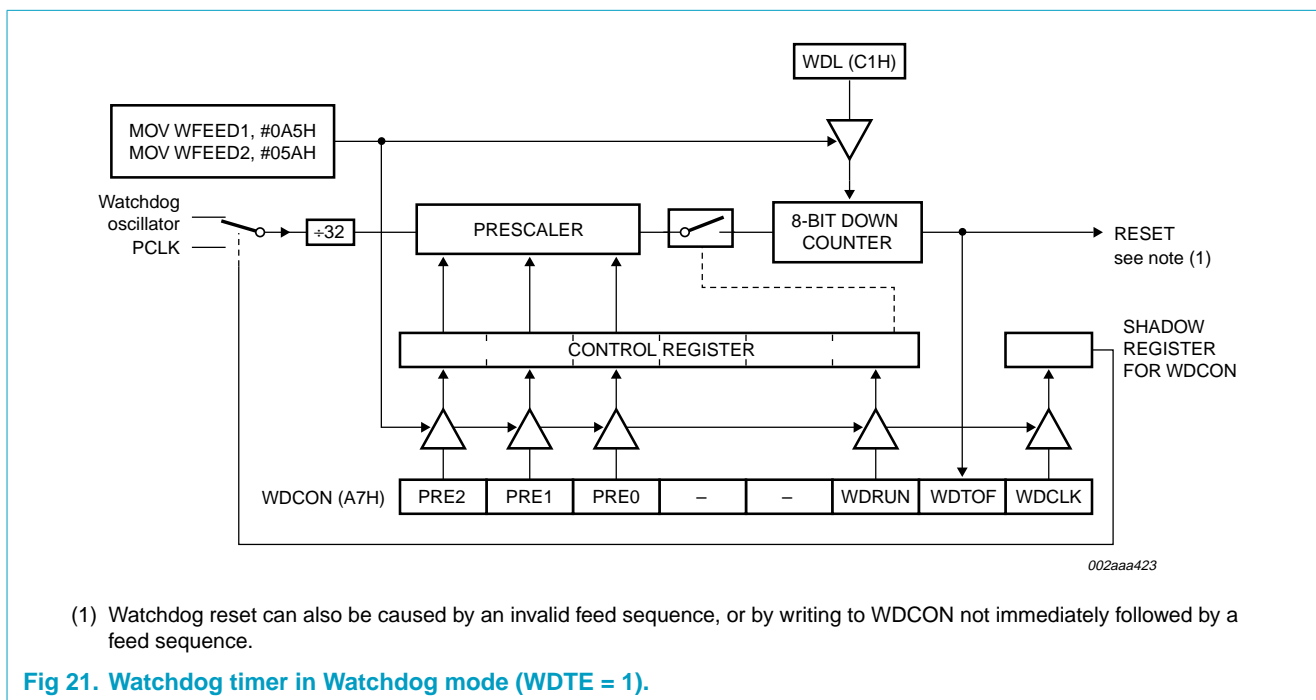 WDL (C1H)
MOV WFEED1, #0A5H
MOV WFEED2, #05AH
Watchdog
oscillator
PCLK
÷32
PRESCALER
8-BIT DOWN
COUNTER
RESET
see note (1)
CONTROL REGISTER
SHADOW
REGISTER
FOR WDCON
WDCON (A7H)
PRE2
PRE1
PRE0
–
–
WDRUN
WDTOF
WDCLK
002aaa423
(1) Watchdog reset can also be caused by an invalid feed sequence, or by writing to WDCON not immediately followed by a
feed sequence.
Fig 21. Watchdog timer in Watchdog mode (WDTE = 1).